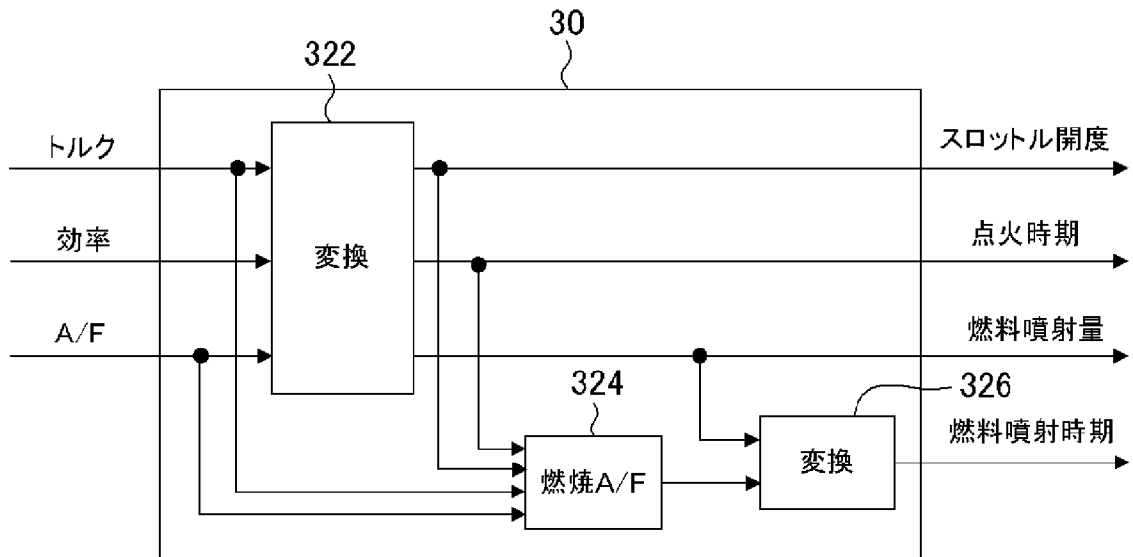 30
322
トルク
スロットル開度
効率
点火時期
変換
A/F
燃料噴射量
324
326
燃料噴射時期
燃焼A/F
変換